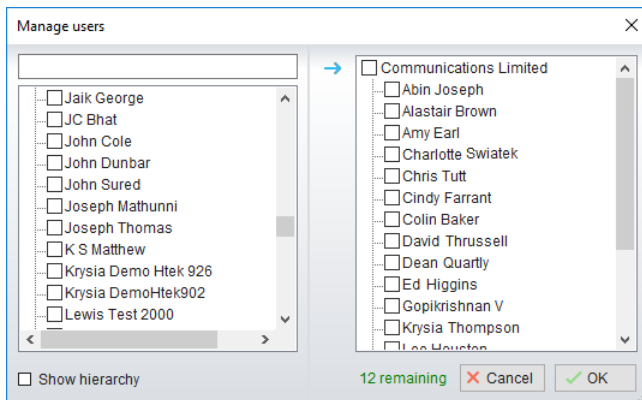 Manage users
Jaik George
JC Bhat
John Cole
John Dunbar
John Sured
Joseph Mathunni
Joseph Thomas
K S Matthew
Krysia Demo Htek 926
Krysia DemoHtek902
Lewis Test 2000
Show hierarchy
Communications Limited
Abin Joseph
Alastair Brown
Amy Earl
Charlotte Swiatek
Chris Tutt
Cindy Farrant
Colin Baker
David Thrussell
Dean Quartly
Ed Higgins
Gopikrishnan V
Krysia Thompson
Lee Houston
12 remaining
Cancel
OK